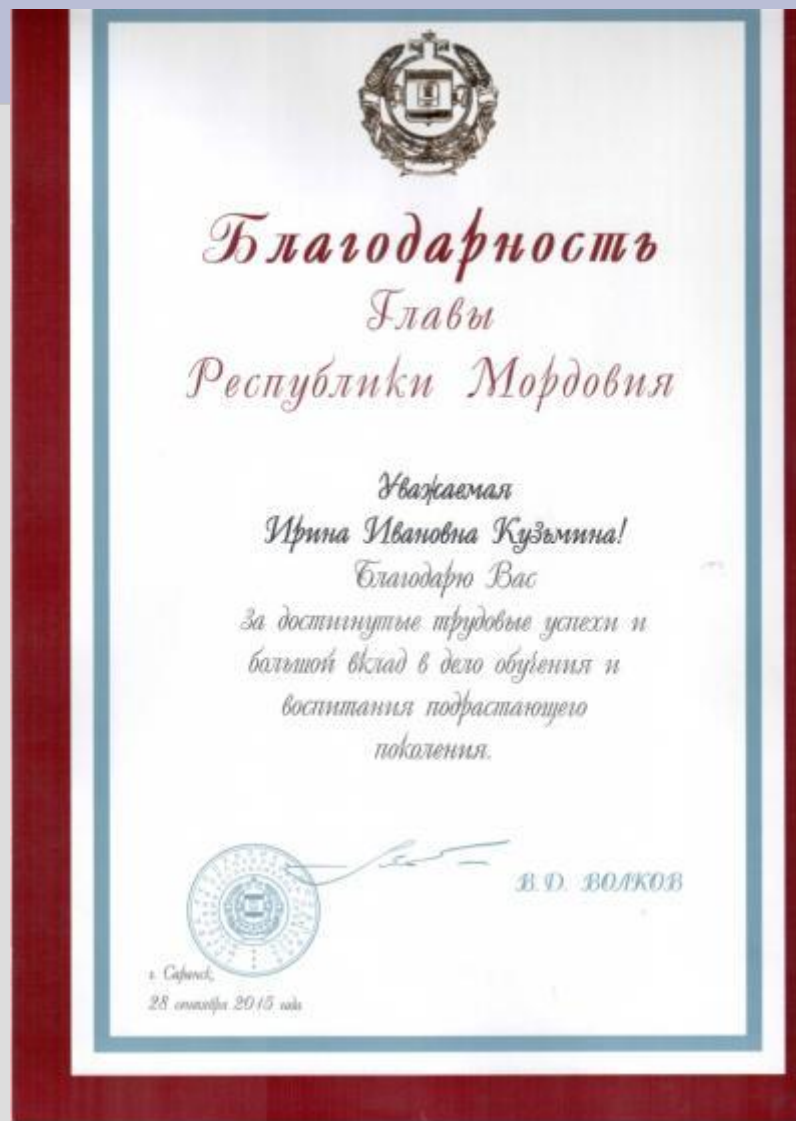 Благодарность
Главы
Республики Мордовия
Уважаемая
Ирина Ивановна Кузьмина!
Благодарю Вас
за достигнутые трудовые успехи и
большой вклад в дело обучения и
воспитания подрастающего
поколения.
В.Д. ВОЛКОВ
г. Саранск,
28 сентября 2015 года